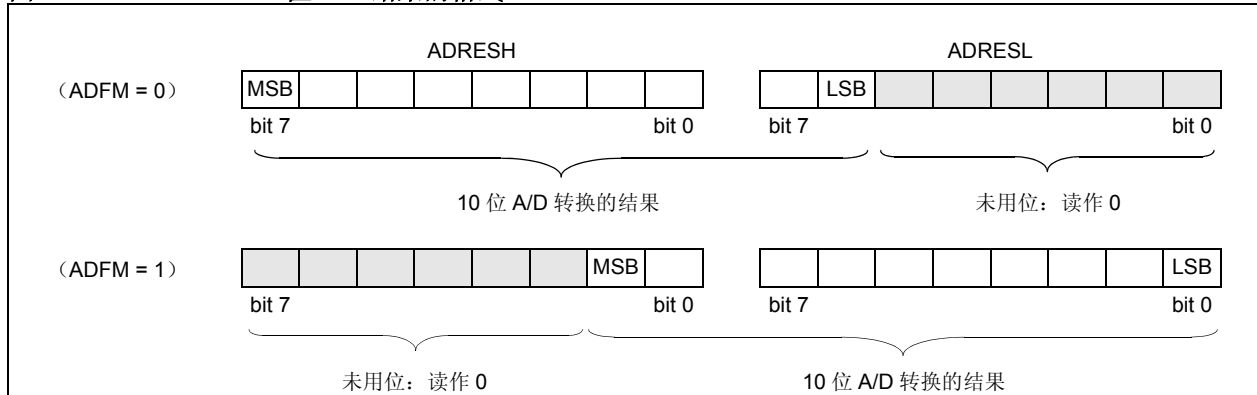 ADRESH ADRESL
（ADFM = 0） MSB LSB
bit 7 bit 0 bit 7 bit 0
10 位 A/D 转换的结果 未用位：读作 0
（ADFM = 1） MSB LSB
bit 7 bit 0 bit 7 bit 0
未用位：读作 0 10 位 A/D 转换的结果